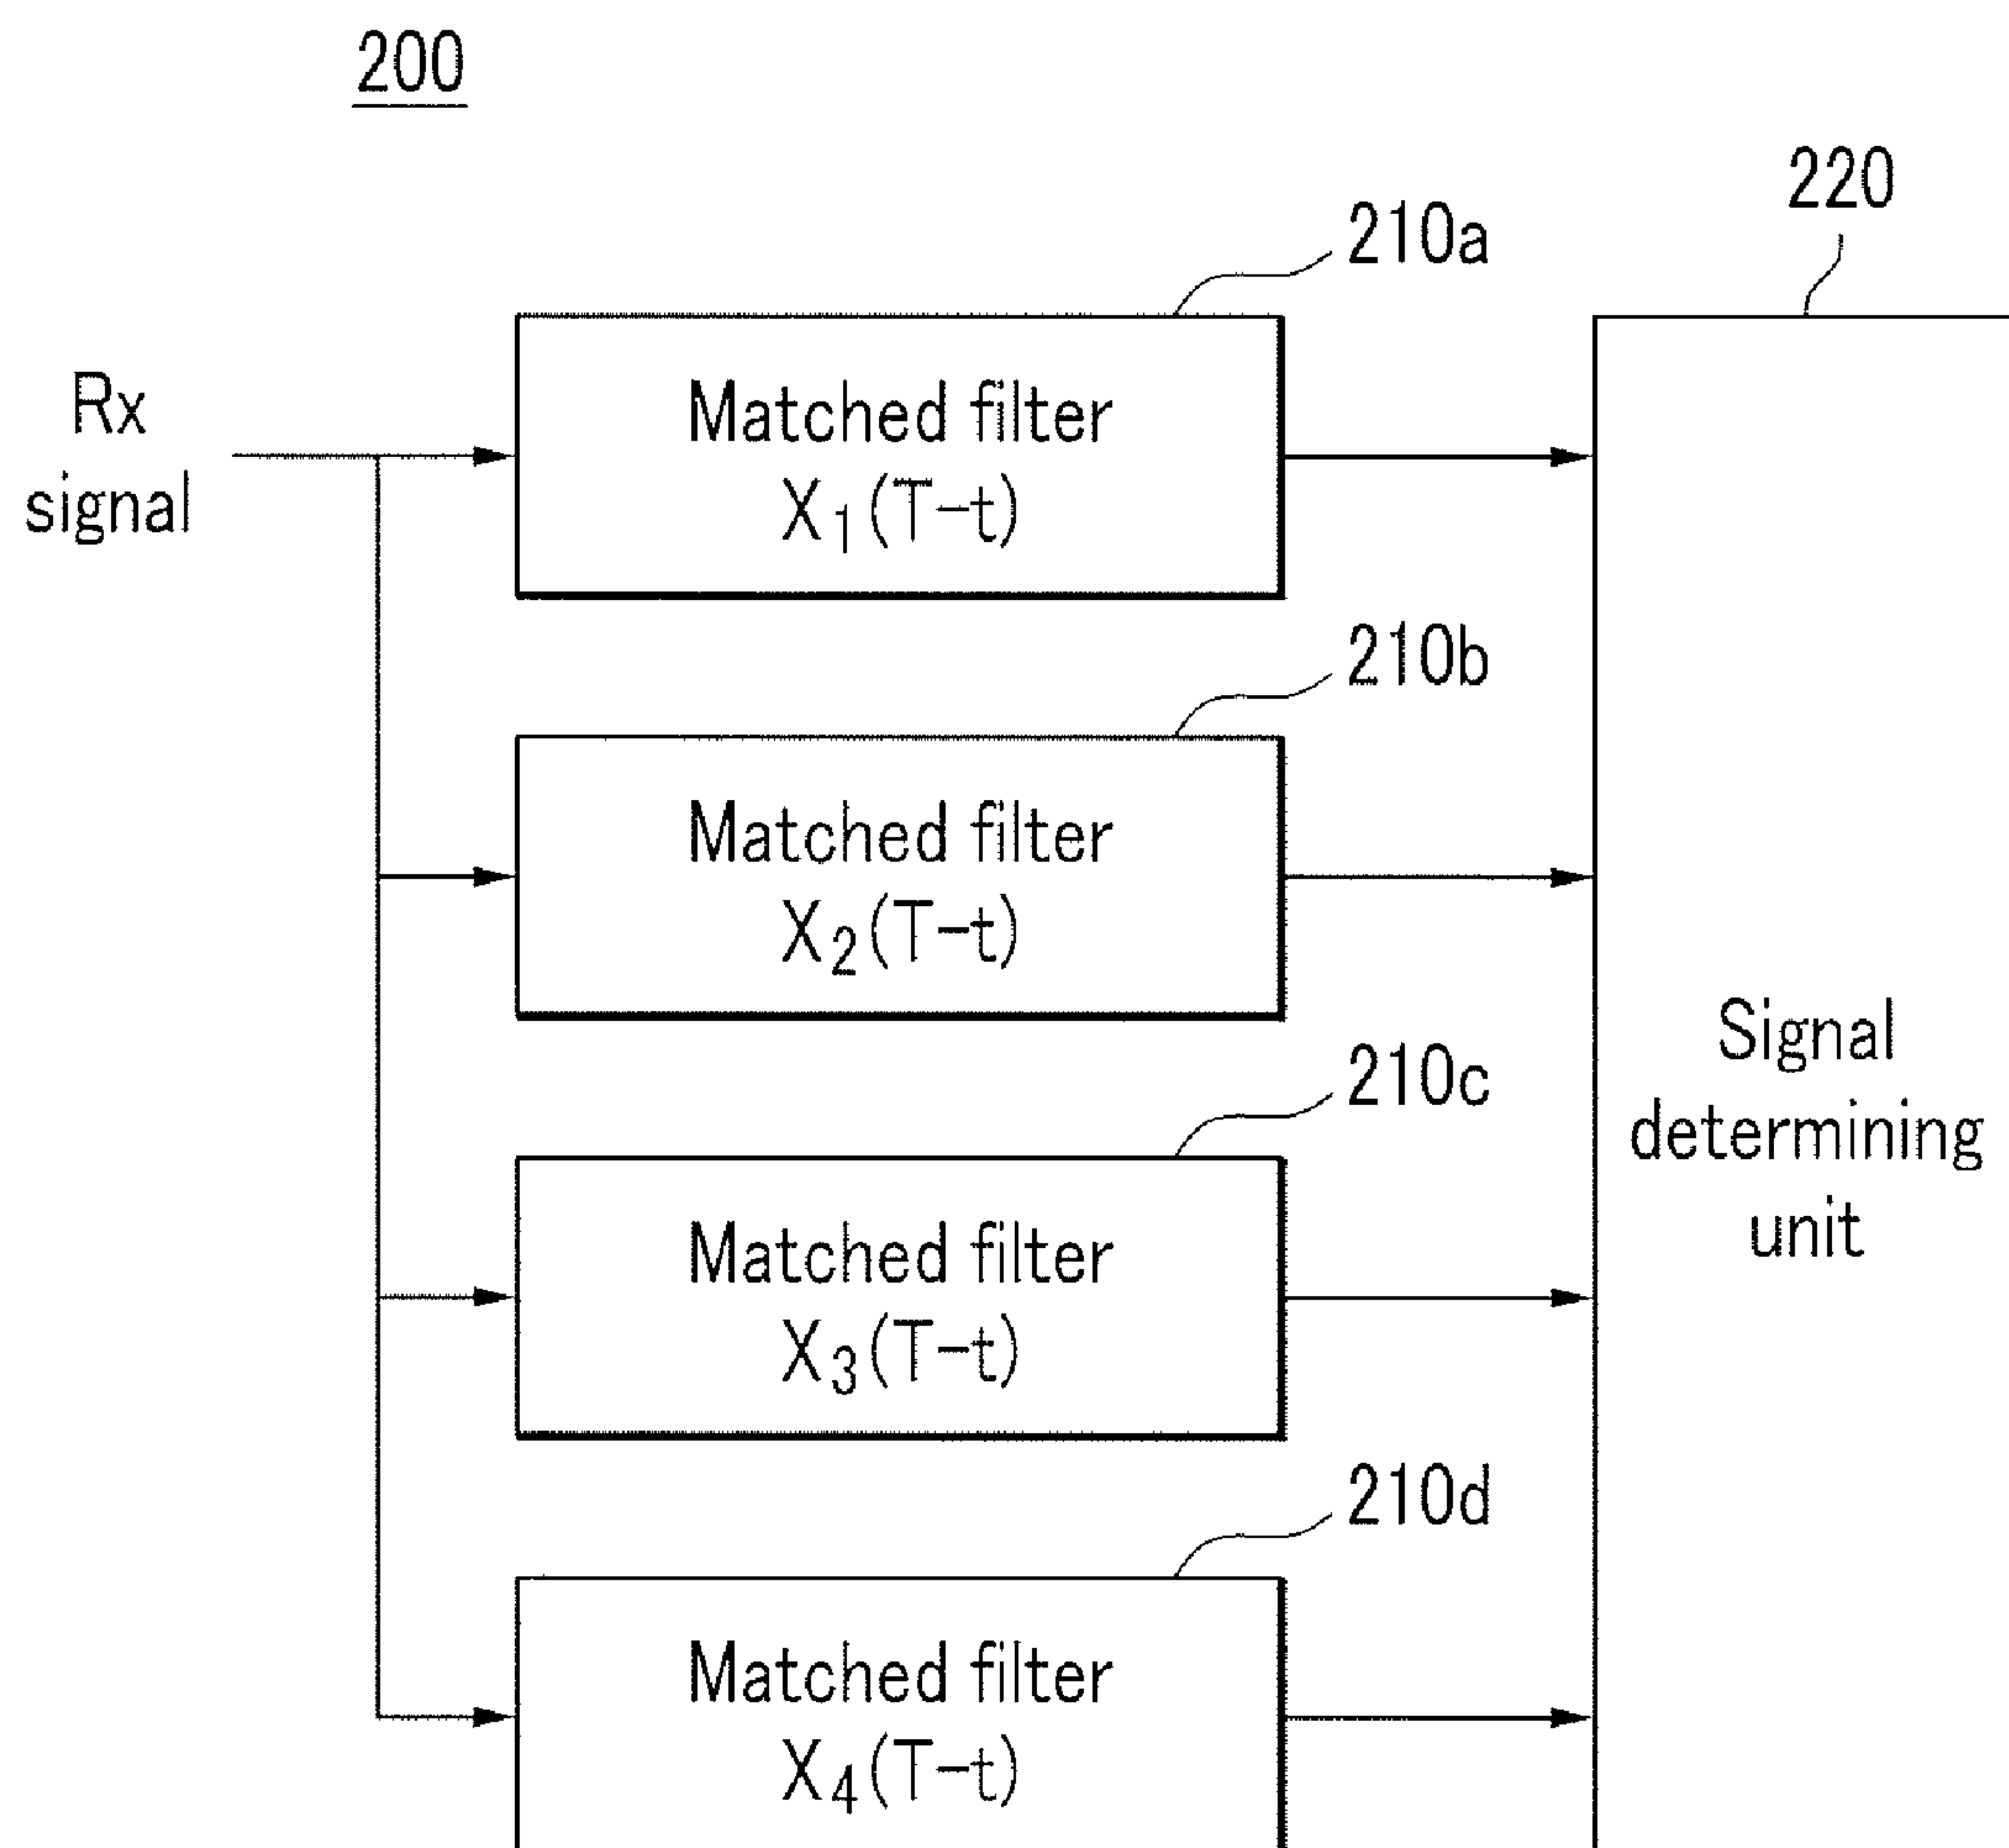 200
220
210a
Rx
signal
Matched filter
X₁(T-t)
210b
Matched filter
X₂(T-t)
210c
Signal
determining
unit
Matched filter
X₃(T-t)
210d
Matched filter
X₄(T-t)